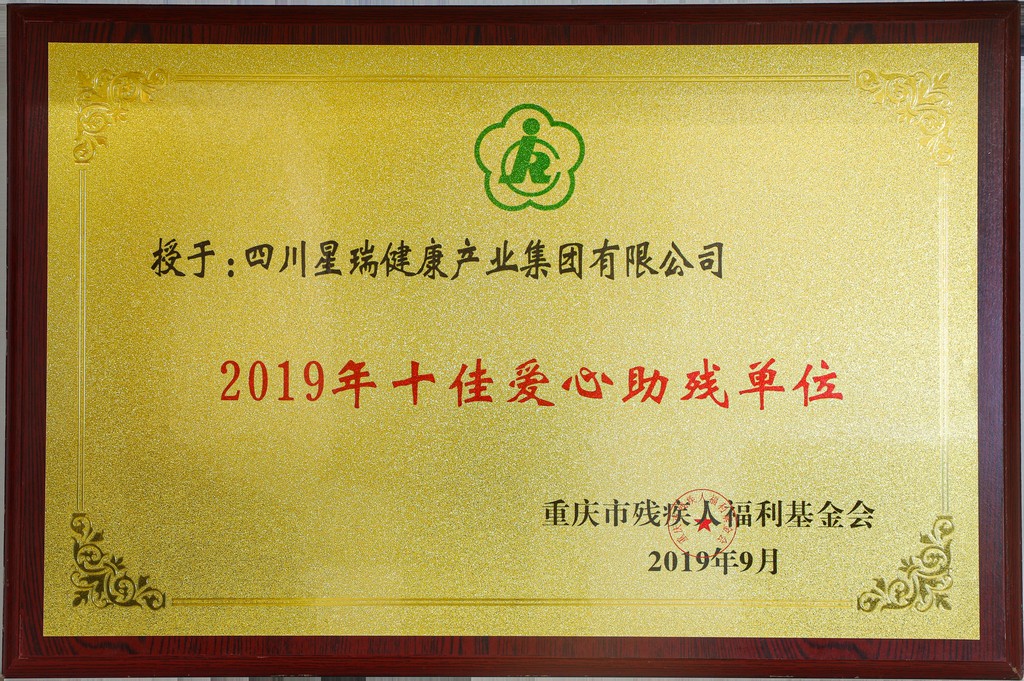 授于:四川星瑞健康产业集团有限公司
2019年十佳爱心助残单位
重庆市残疾人福利基金会
2019年9月